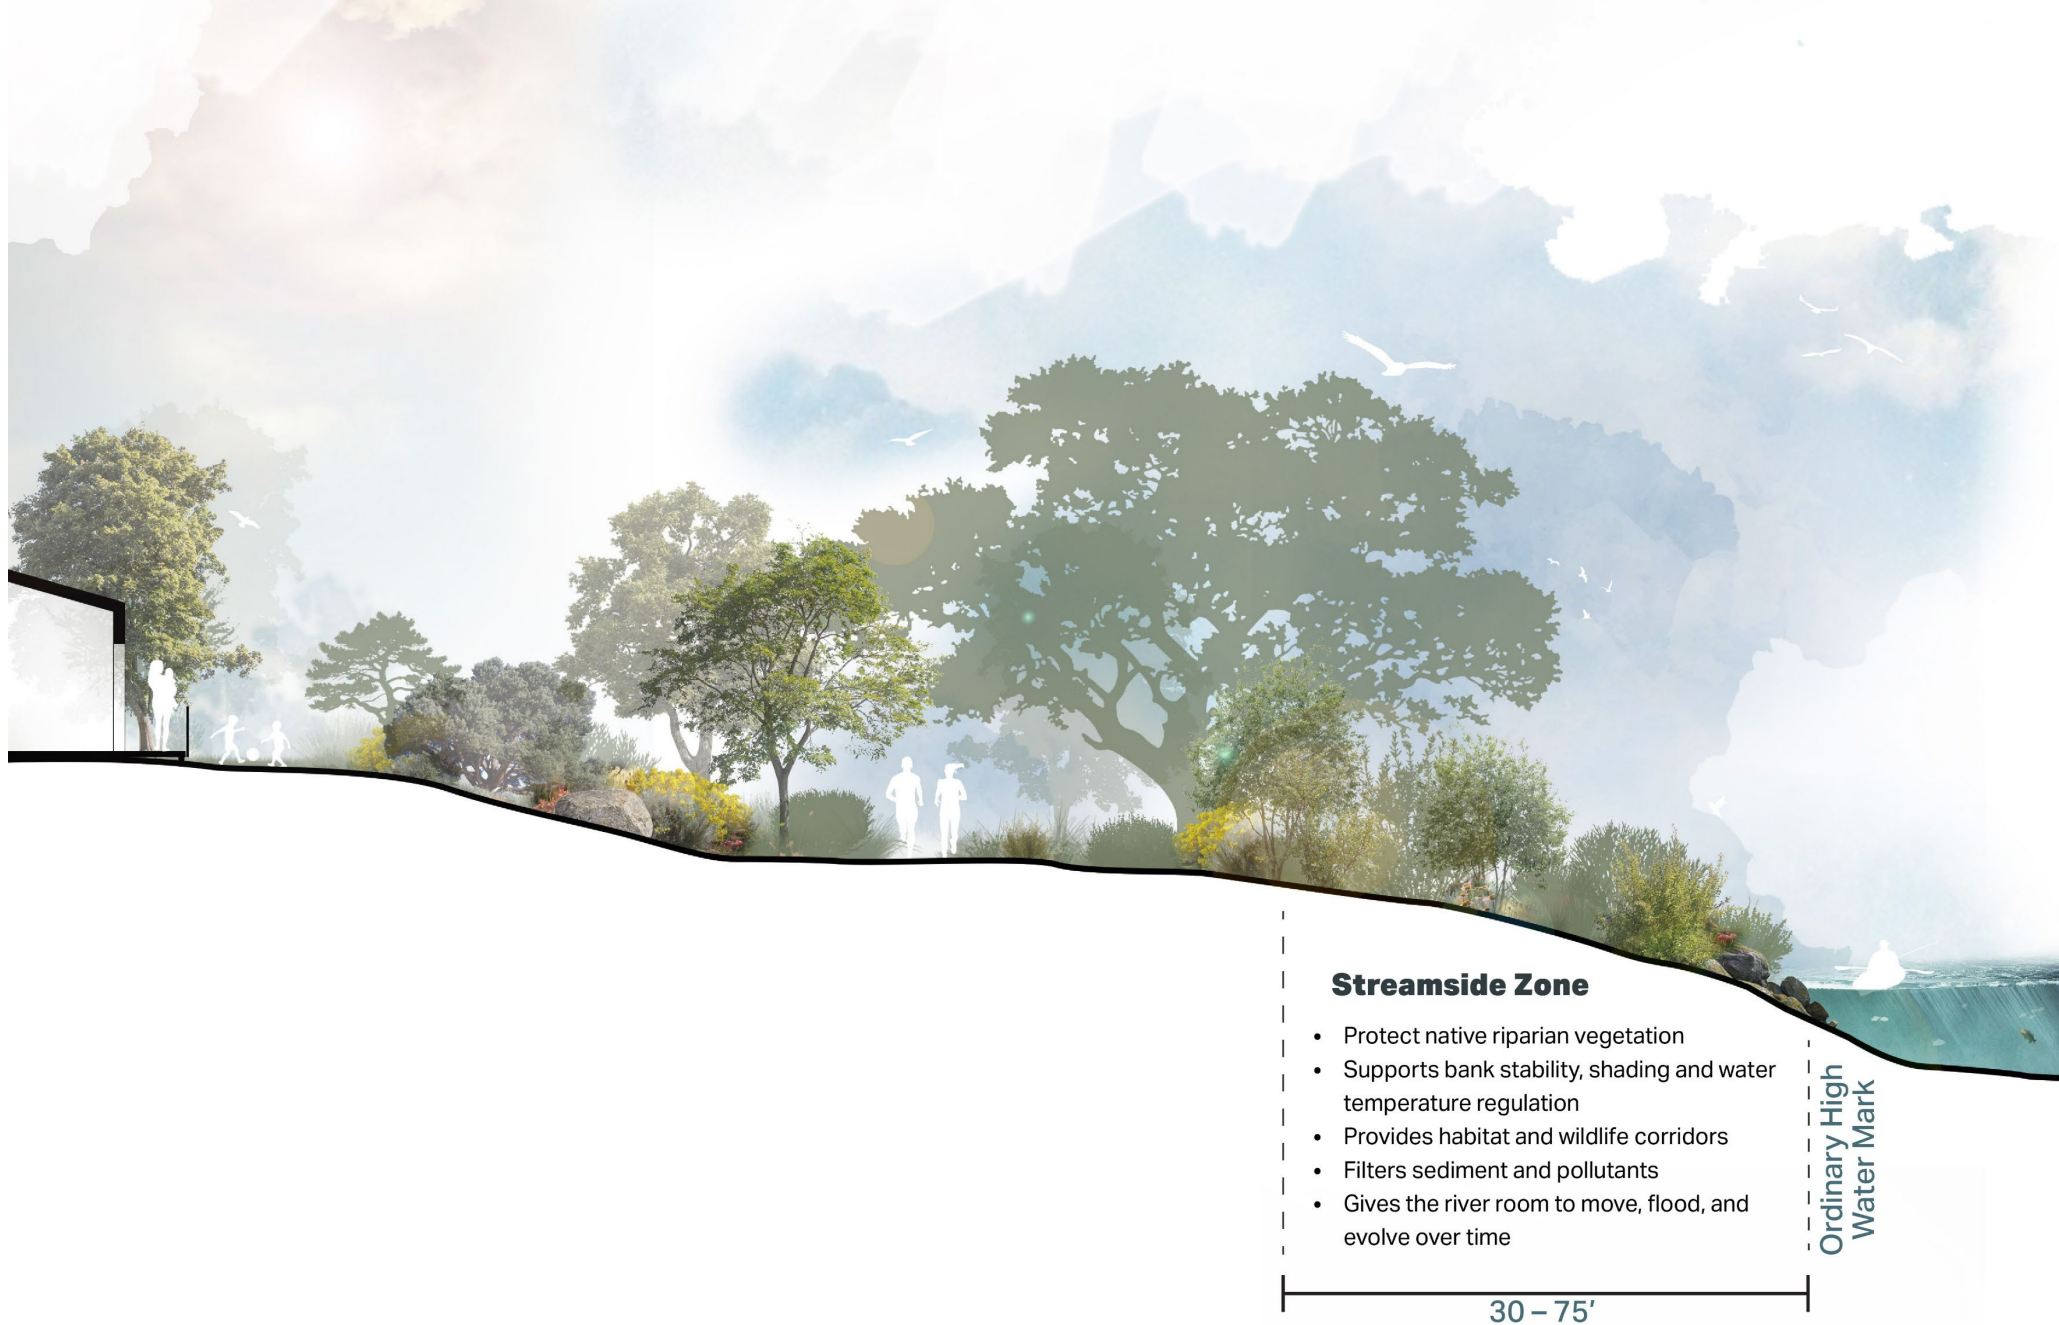 Streamside Zone
• Protect native riparian vegetation
• Supports bank stability, shading and water
temperature regulation
• Provides habitat and wildlife corridors
• Filters sediment and pollutants
• Gives the river room to move, flood, and
evolve over time
Ordinary High
Water Mark
30 – 75'